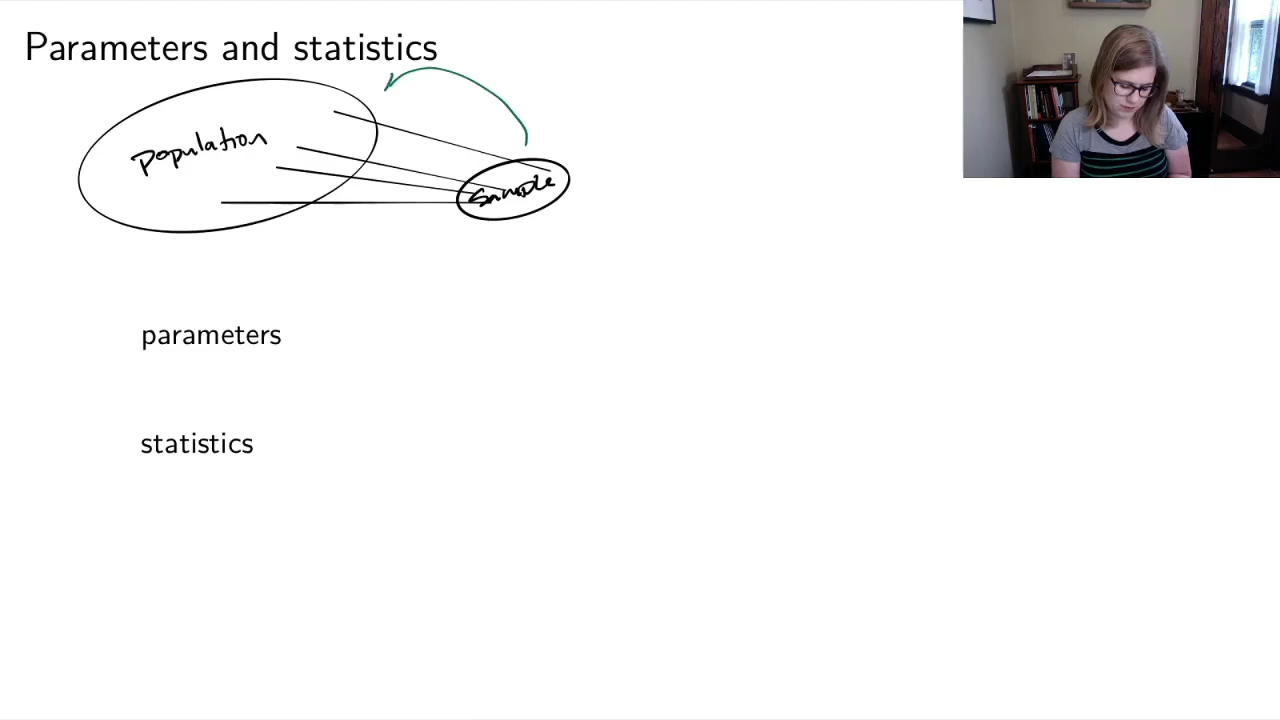 Parameters and statistics
Population
Sample
parameters
statistics